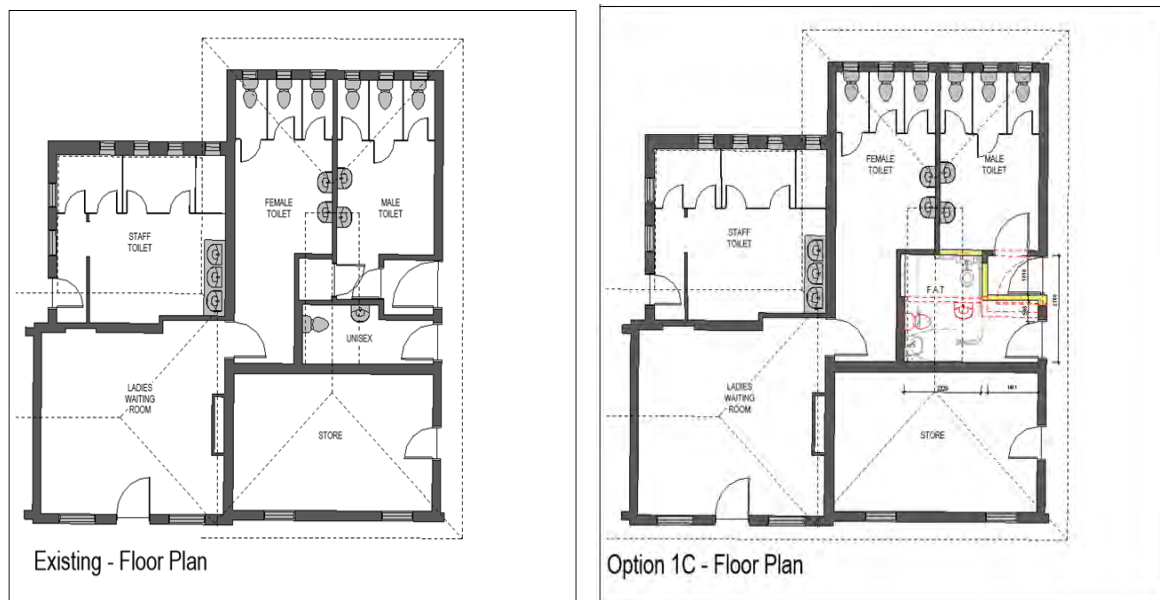 FEMALE
TOILET
MALE
TOILET
STAFF
TOILET
UNISEX
LADIES
WAITING
ROOM
STORE
Existing - Floor Plan
FEMALE
TOILET
MALE
TOILET
STAFF
TOILET
F.A.T
LADIES
WAITING
ROOM
STORE
Option 1C - Floor Plan